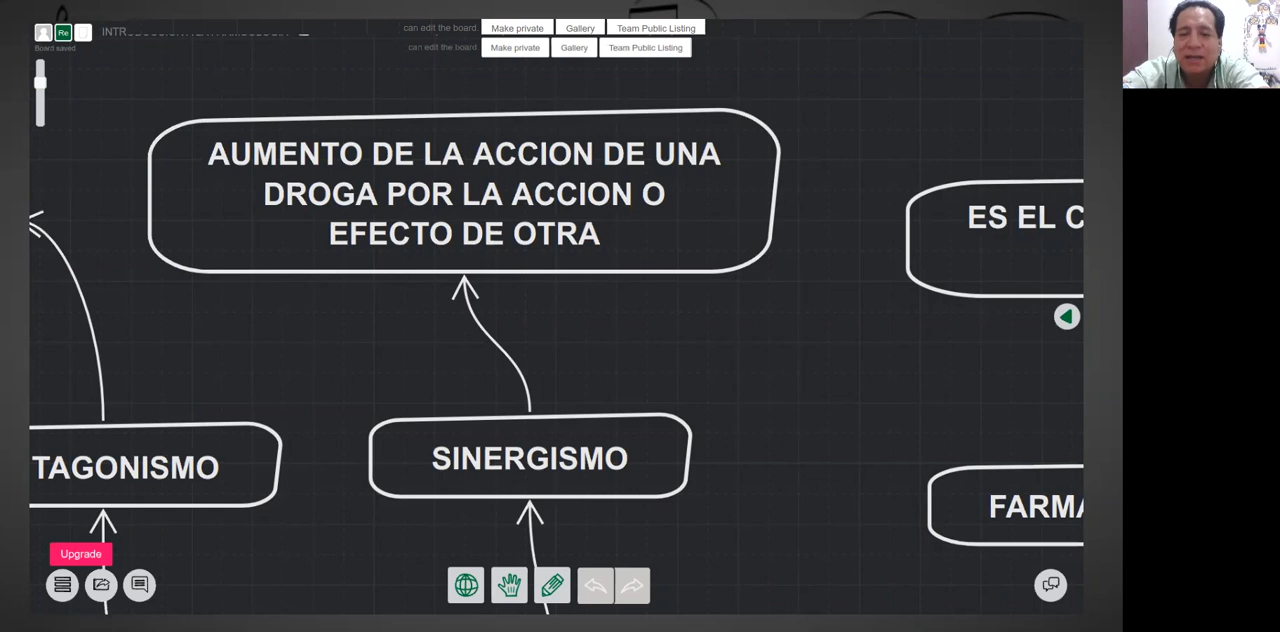 can edit the board.
Make private
Gallery
Team Public Listing
Re
Board saved
can edit the board
Make private
Gallery
Team Public Listing
AUMENTO DE LA ACCION DE UNA
DROGA POR LA ACCION O
EFECTO DE OTRA
ES EL C
TAGONISMO
SINERGISMO
FARMA
Upgrade